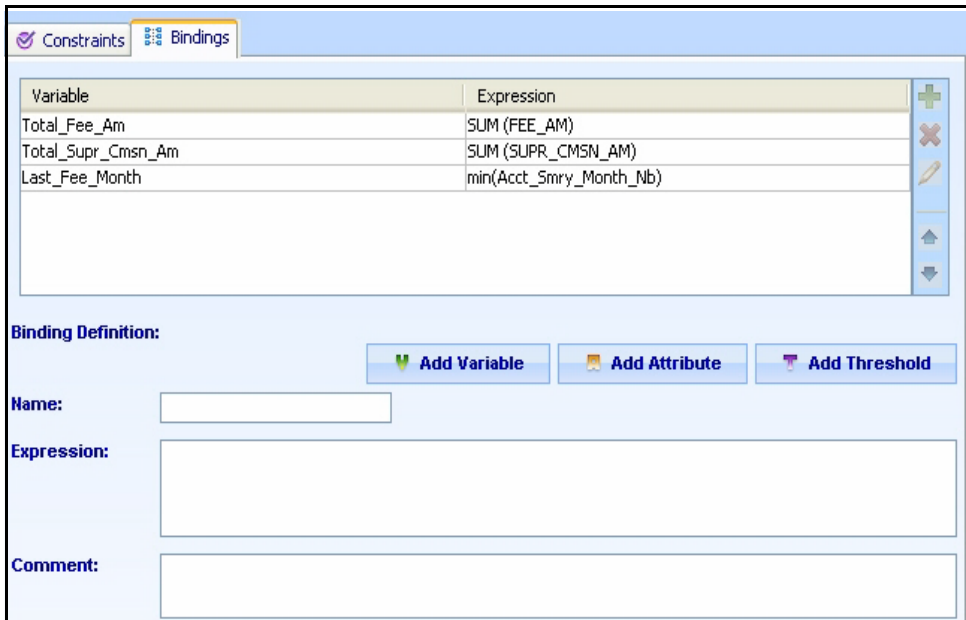 Constraints Bindings
Variable Expression
Total_Fee_Am SUM (FEE_AM)
Total_Supr_Cmsn_Am SUM (SUPR_CMSN_AM)
Last_Fee_Month min(Acct_Smry_Month_Nb)
Binding Definition:
Add Variable Add Attribute Add Threshold
Name:
Expression:
Comment: